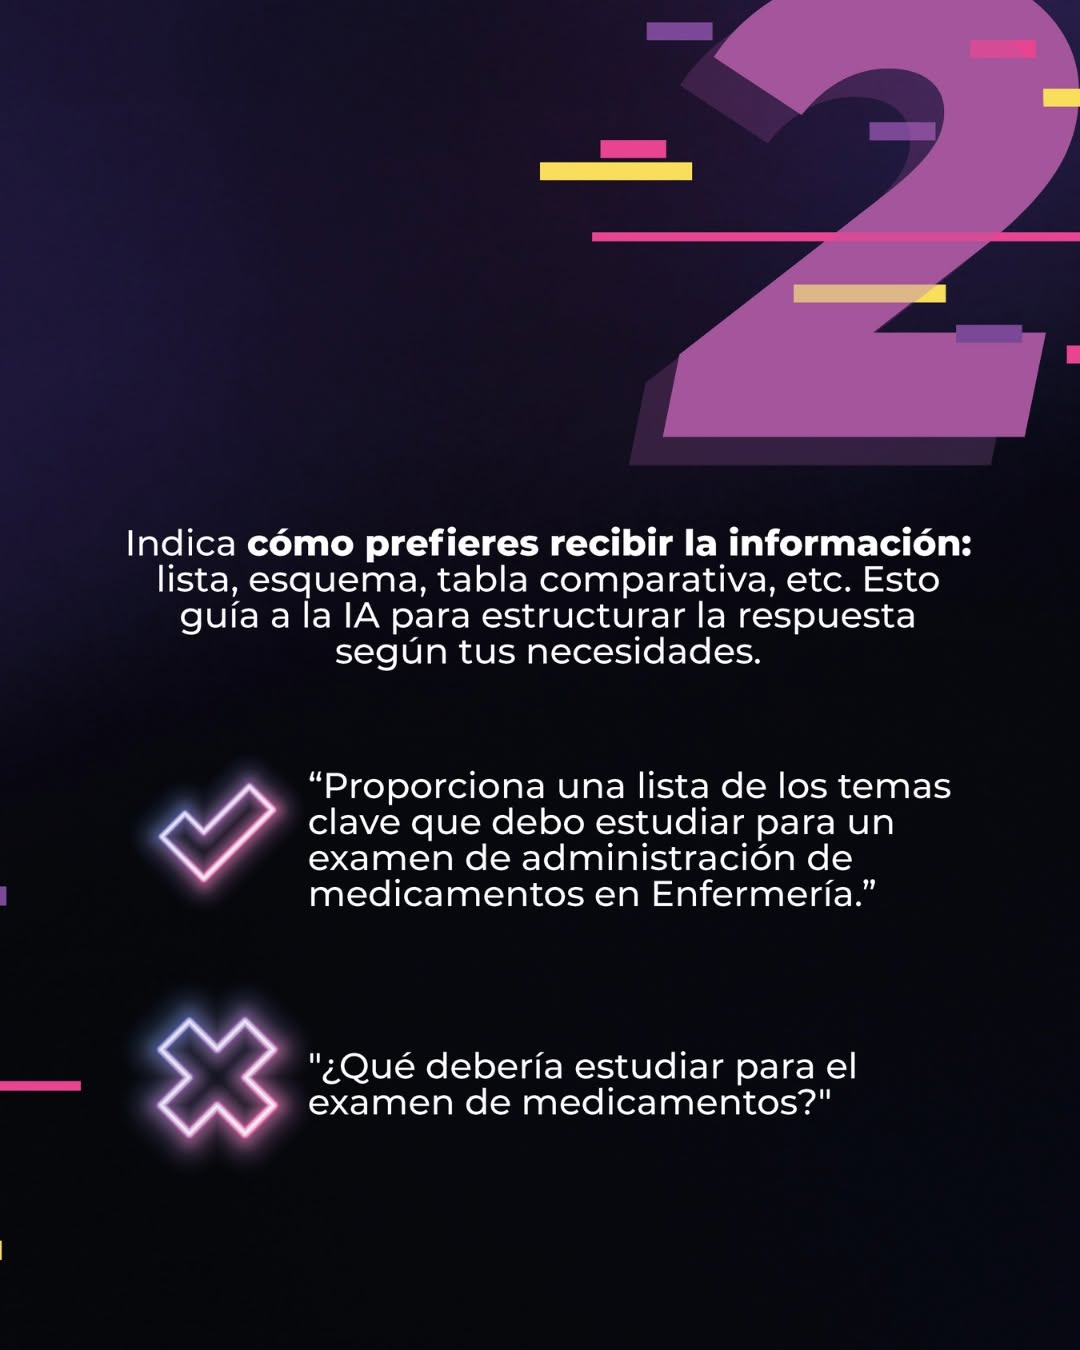 2
Indica cómo prefieres recibir la información:
lista, esquema, tabla comparativa, etc. Esto
guía a la IA para estructurar la respuesta
según tus necesidades.
“Proporciona una lista de los temas
clave que debo estudiar para un
examen de administración de
medicamentos en Enfermería.”
"¿Qué debería estudiar para el
examen de medicamentos?"